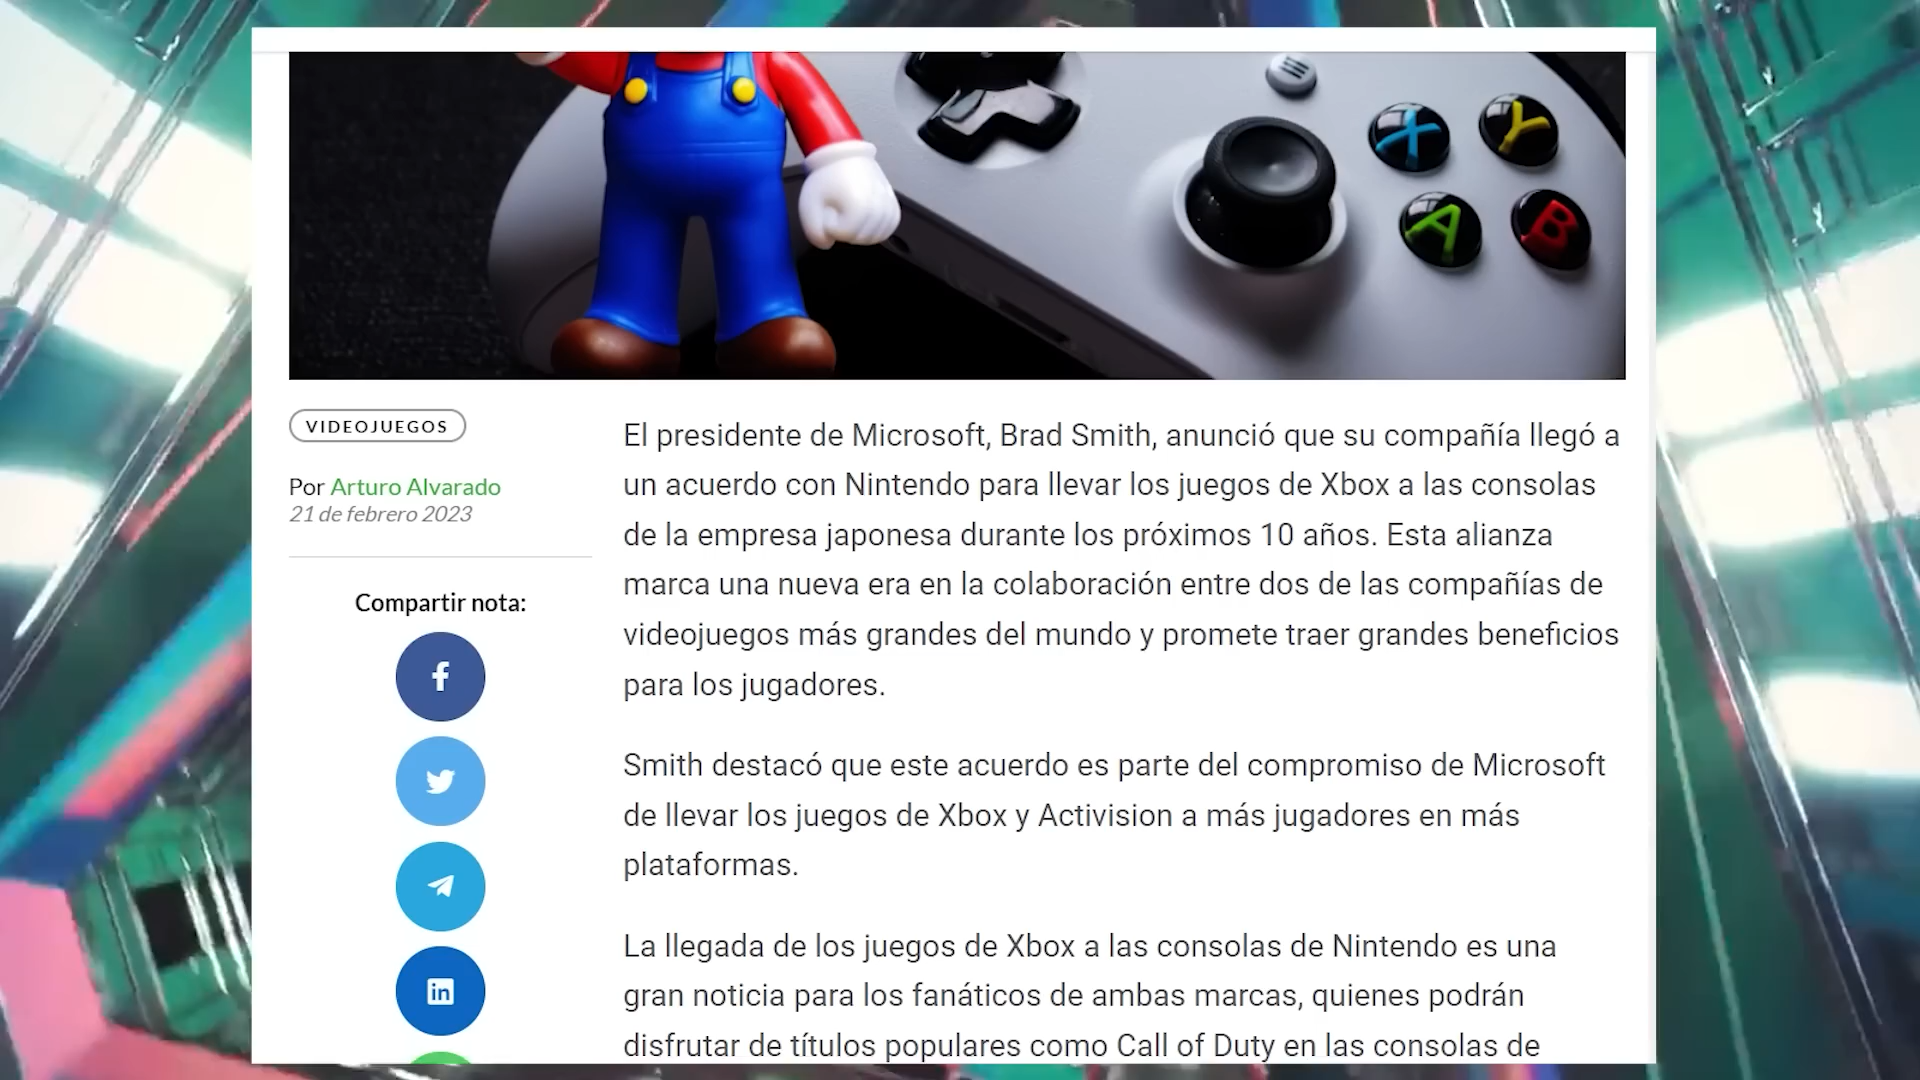 X
Y
A
B
VIDEOJUEGOS
Por Arturo Alvarado
21 de febrero 2023
Compartir nota:
f
in
El presidente de Microsoft, Brad Smith, anunció que su compañía llegó a
un acuerdo con Nintendo para llevar los juegos de Xbox a las consolas
de la empresa japonesa durante los próximos 10 años. Esta alianza
marca una nueva era en la colaboración entre dos de las compañías de
videojuegos más grandes del mundo y promete traer grandes beneficios
para los jugadores.
Smith destacó que este acuerdo es parte del compromiso de Microsoft
de llevar los juegos de Xbox y Activision a más jugadores en más
plataformas.
La llegada de los juegos de Xbox a las consolas de Nintendo es una
gran noticia para los fanáticos de ambas marcas, quienes podrán
disfrutar de títulos populares como Call of Duty en las consolas de